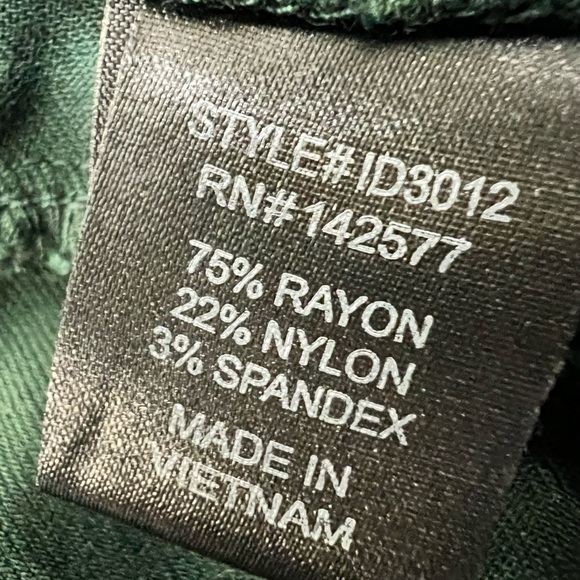 STYLE# ID3012
RN# 142577
75% RAYON
22% NYLON
3% SPANDEX
MADE IN
VIETNAM